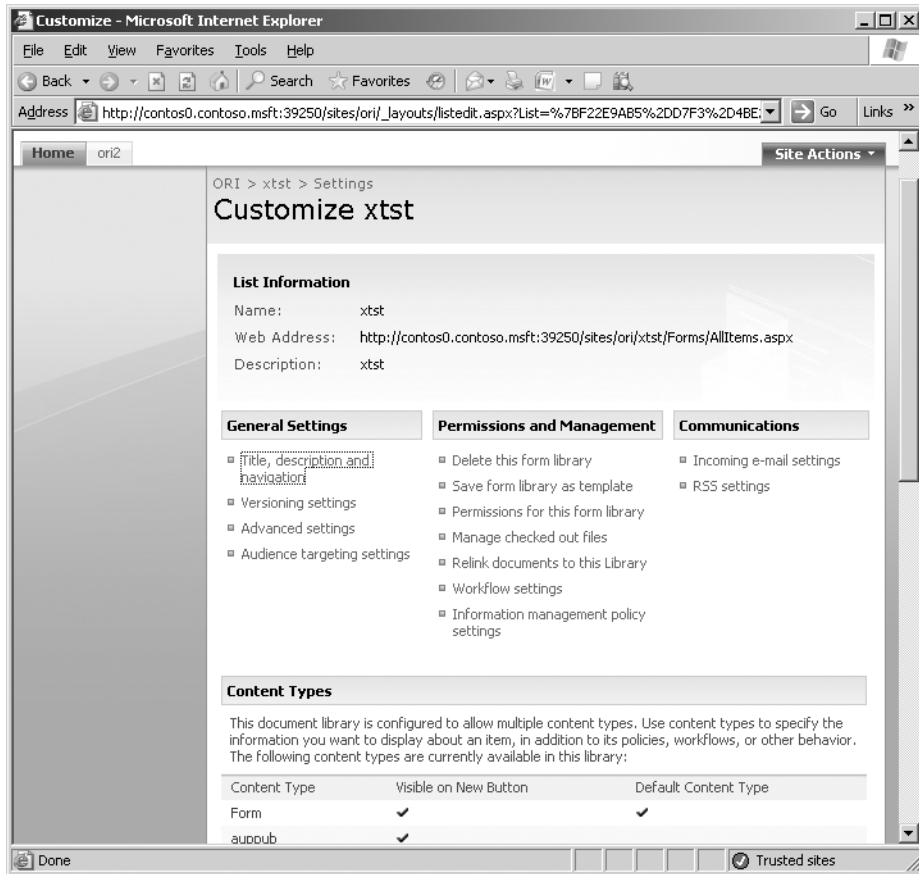 Customize - Microsoft Internet Explorer
File Edit View Favorites Tools Help
Back Search Favorites
Address http://contos0.contoso.msft:39250/sites/ori/_layouts/listedit.aspx?List=%7BF22E9AB5%2DD7F3%2D4BE: Go Links »
Home ori2 Site Actions
ORI > xtst > Settings
Customize xtst
List Information
Name: xtst
Web Address: http://contos0.contoso.msft:39250/sites/ori/xtst/Forms/AllItems.aspx
Description: xtst
General Settings
Title, description and
navigation
Versioning settings
Advanced settings
Audience targeting settings
Permissions and Management
Delete this form library
Save form library as template
Permissions for this form library
Manage checked out files
Relink documents to this Library
Workflow settings
Information management policy
settings
Communications
Incoming e-mail settings
RSS settings
Content Types
This document library is configured to allow multiple content types. Use content types to specify the
information you want to display about an item, in addition to its policies, workflows, or other behavior.
The following content types are currently available in this library:
Content Type Visible on New Button Default Content Type
Form ✔ ✔
auppub ✔
Done Trusted sites